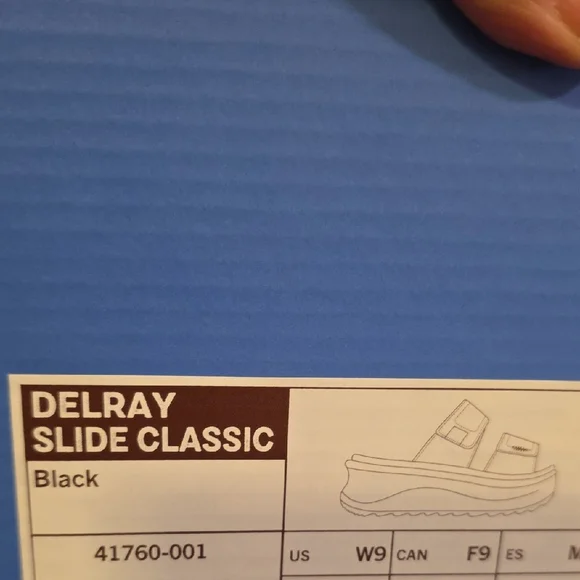 DELRAY
SLIDE CLASSIC
Black
41760-001
US W9 CAN F9 ES M